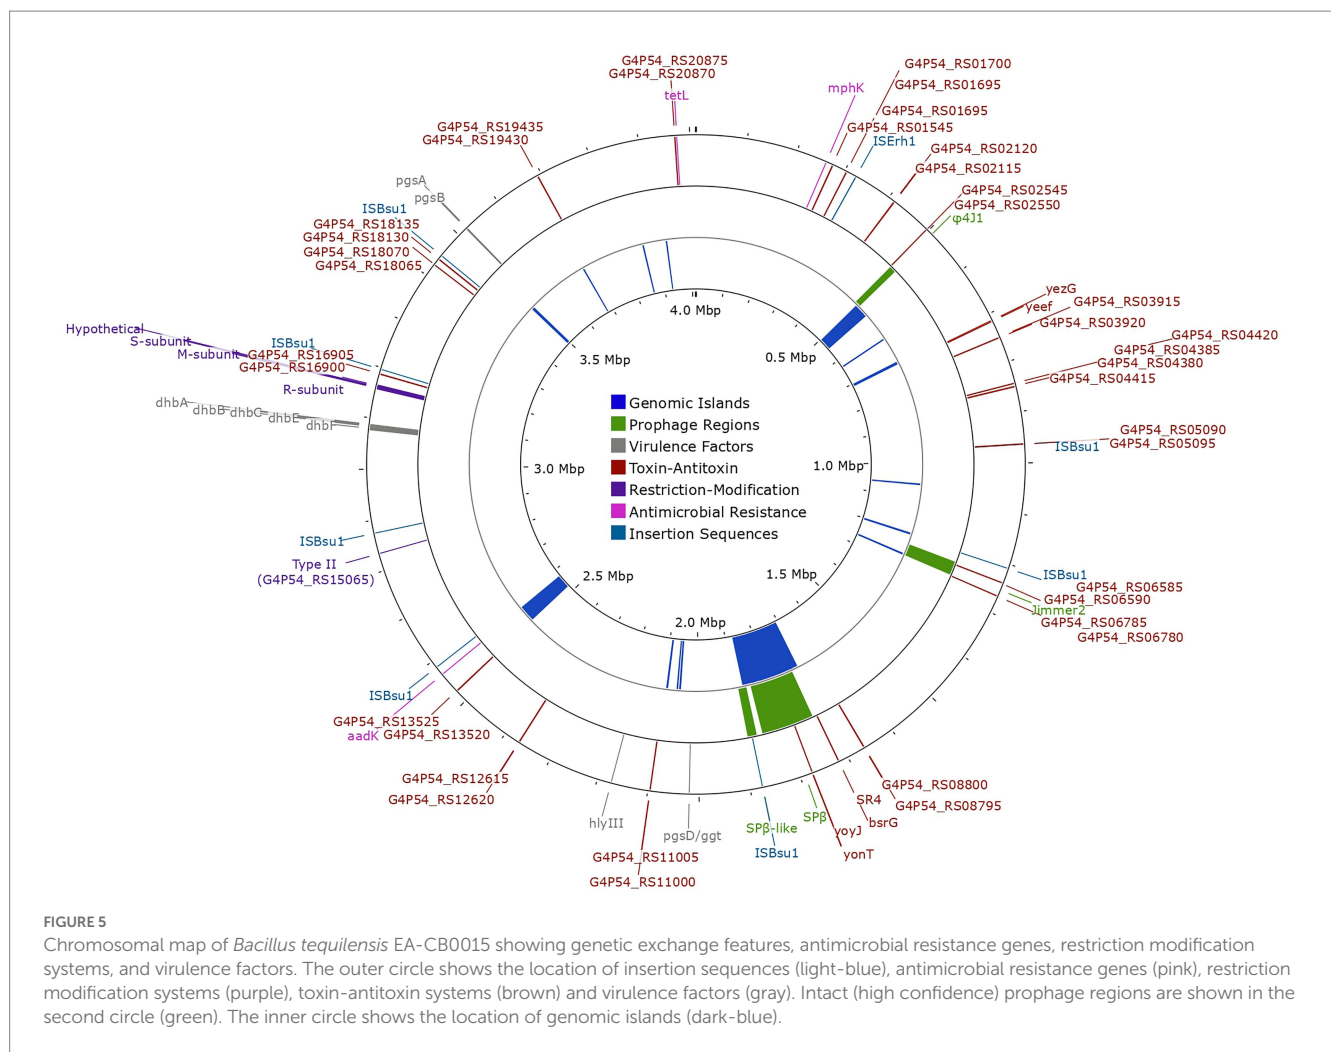 G4P54_RS20875
G4P54_RS20870
tetL
G4P54_RS01700
mphK
G4P54_RS01695
G4P54_RS01695
G4P54_RS01545
ISErh1
G4P54_RS19435
G4P54_RS19430
G4P54_RS02120
G4P54_RS02115
pgsA
pgsB
G4P54_RS02545
G4P54_RS02550
φ4J1
ISBsu1
G4P54_RS18135
G4P54_RS18130
G4P54_RS18070
G4P54_RS18065
yezG
yeef
G4P54_RS03915
G4P54_RS03920
4.0 Mbp
Hypothetical
S-subunit
M-subunit
ISBsu1
G4P54_RS16905
G4P54_RS16900
R-subunit
3.5 Mbp
0.5 Mbp
G4P54_RS04420
G4P54_RS04385
G4P54_RS04380
G4P54_RS04415
dhbA
dhbB
dhbC
dhbE
dhbF
Genomic Islands
Prophage Regions
Virulence Factors
Toxin-Antitoxin
Restriction-Modification
Antimicrobial Resistance
Insertion Sequences
G4P54_RS05090
ISBsu1
G4P54_RS05095
3.0 Mbp
1.0 Mbp
ISBsu1
Type II
(G4P54_RS15065)
2.5 Mbp
1.5 Mbp
ISBsu1
G4P54_RS06585
G4P54_RS06590
Jimmer2
G4P54_RS06785
G4P54_RS06780
2.0 Mbp
ISBsu1
G4P54_RS13525
aadK
G4P54_RS13520
G4P54_RS12615
G4P54_RS12620
G4P54_RS08800
G4P54_RS08795
SR4
bsrG
SPβ
yoyJ
yonT
SPβ-like
ISBsu1
hlyIII
pgsD/ggt
G4P54_RS11005
G4P54_RS11000
FIGURE 5
Chromosomal map of Bacillus tequilensis EA-CB0015 showing genetic exchange features, antimicrobial resistance genes, restriction modification
systems, and virulence factors. The outer circle shows the location of insertion sequences (light-blue), antimicrobial resistance genes (pink), restriction
modification systems (purple), toxin-antitoxin systems (brown) and virulence factors (gray). Intact (high confidence) prophage regions are shown in the
second circle (green). The inner circle shows the location of genomic islands (dark-blue).